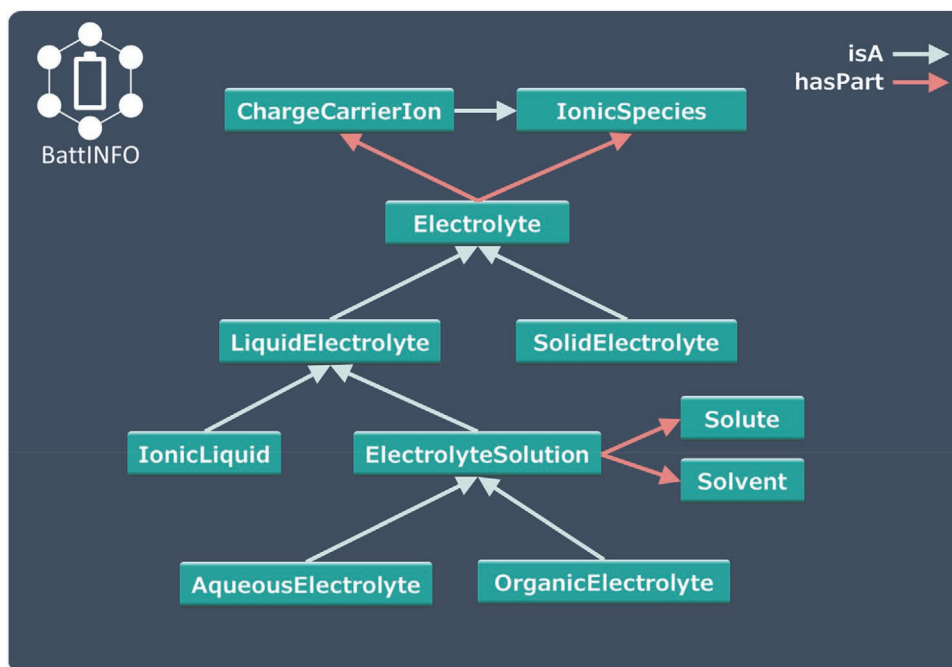 isA
hasPart
BattINFO
ChargeCarrierIon
IonicSpecies
Electrolyte
LiquidElectrolyte
SolidElectrolyte
Solute
IonicLiquid
ElectrolyteSolution
Solvent
AqueousElectrolyte
OrganicElectrolyte